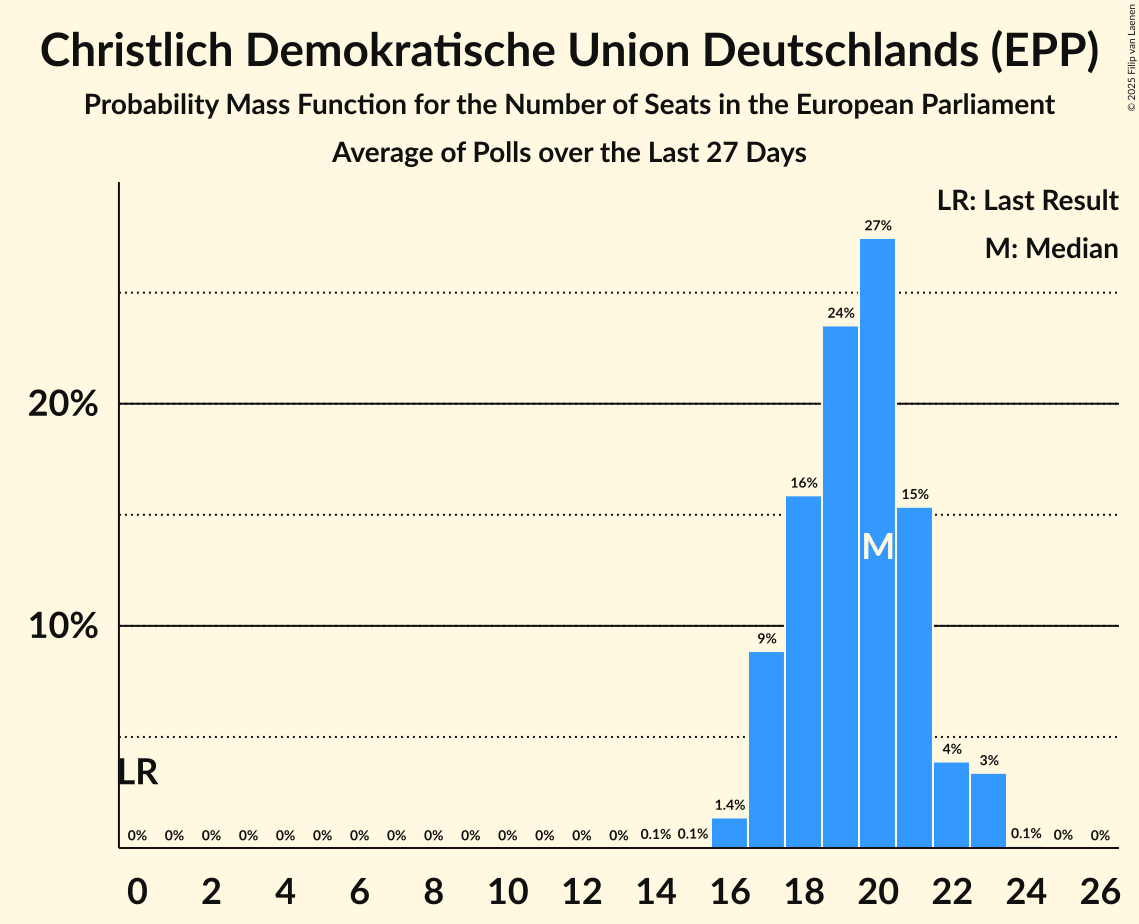 Christlich Demokratische Union Deutschlands (EPP)
Probability Mass Function for the Number of Seats in the European Parliament
Average of Polls over the Last 27 Days
© 2025 Filip van Laenen
LR: Last Result
M: Median
27%
24%
20%
16%
15%
M
10%
9%
4%
3%
LR
1.4%
0% 0% 0% 0% 0% 0% 0% 0% 0% 0% 0% 0% 0% 0% 0.1% 0.1% 0.1% 0% 0%
0 2 4 6 8 10 12 14 16 18 20 22 24 26